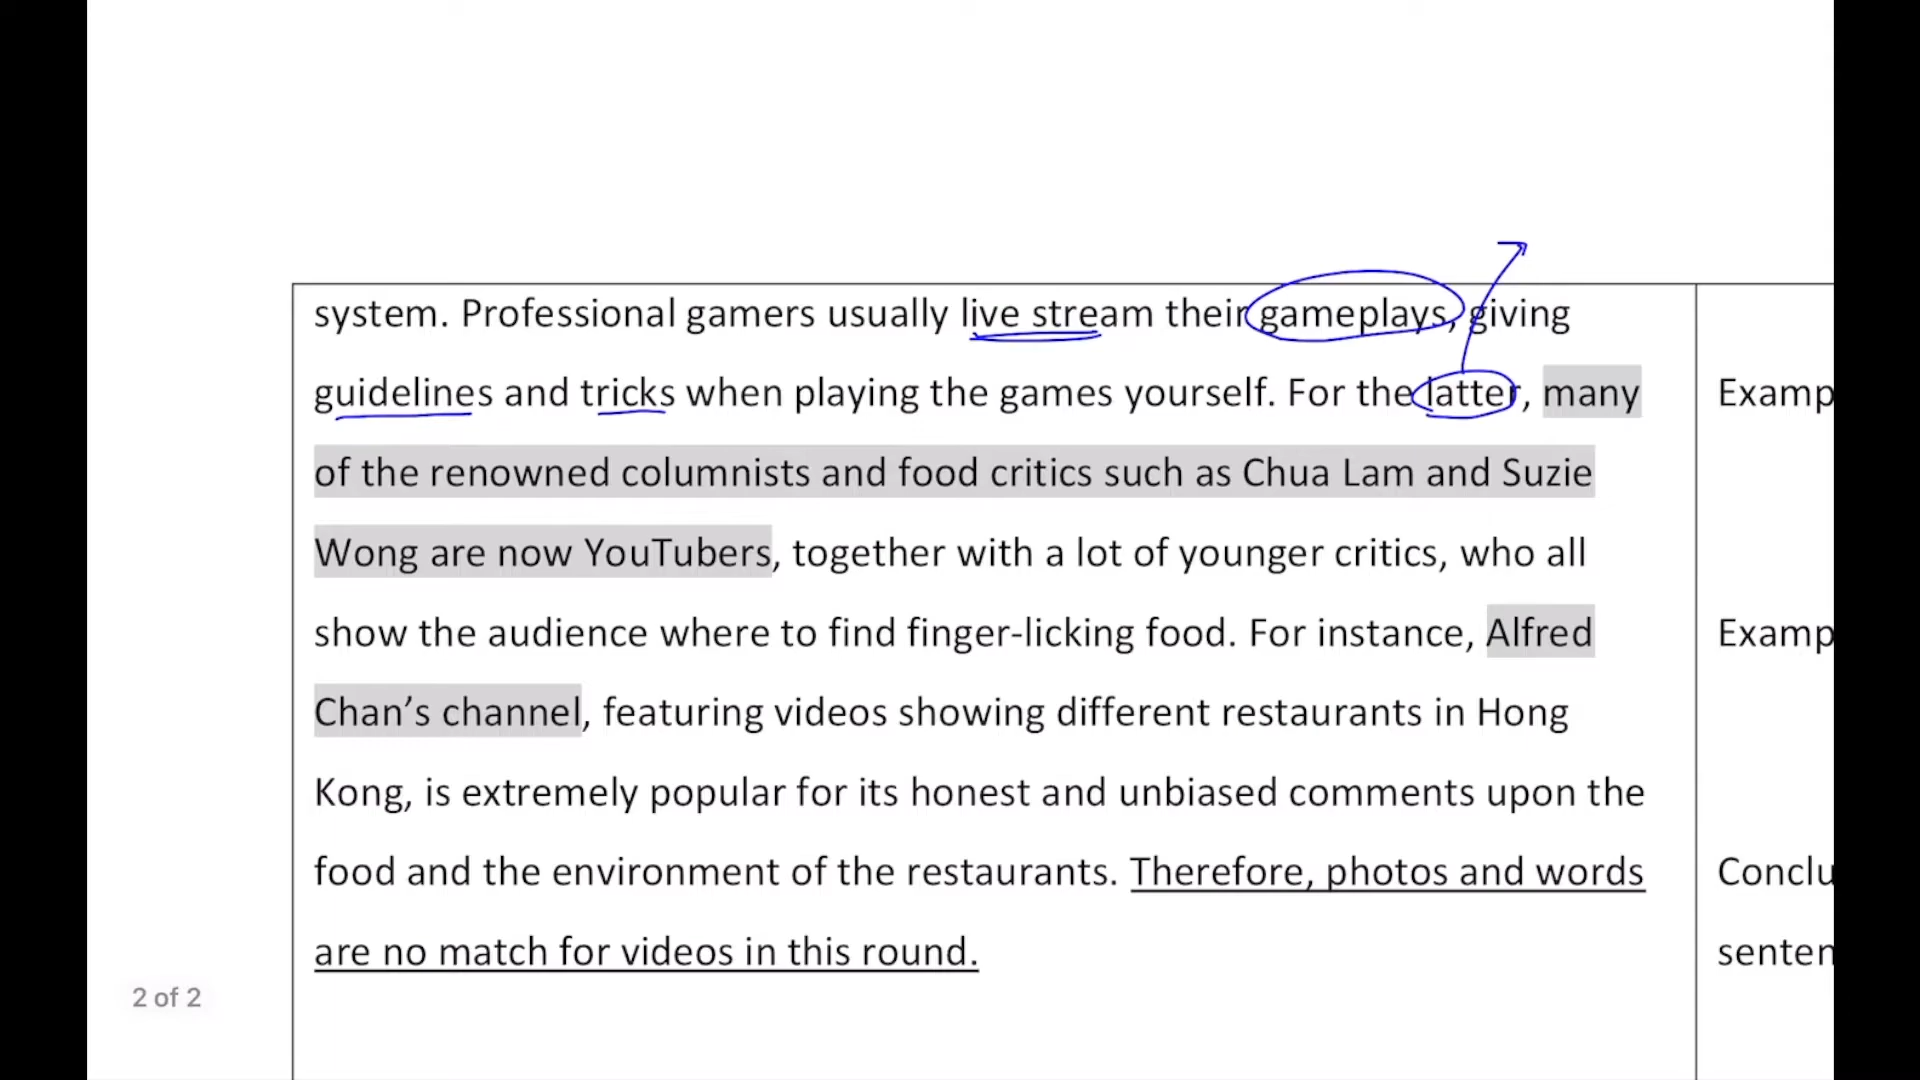 system. Professional gamers usually live stream their gameplays, giving
guidelines and tricks when playing the games yourself. For the latter, many
Examp
of the renowned columnists and food critics such as Chua Lam and Suzie
Wong are now YouTubers, together with a lot of younger critics, who all
show the audience where to find finger-licking food. For instance, Alfred
Examp
Chan’s channel, featuring videos showing different restaurants in Hong
Kong, is extremely popular for its honest and unbiased comments upon the
food and the environment of the restaurants. Therefore, photos and words
Conclu
are no match for videos in this round.
senten
2 of 2